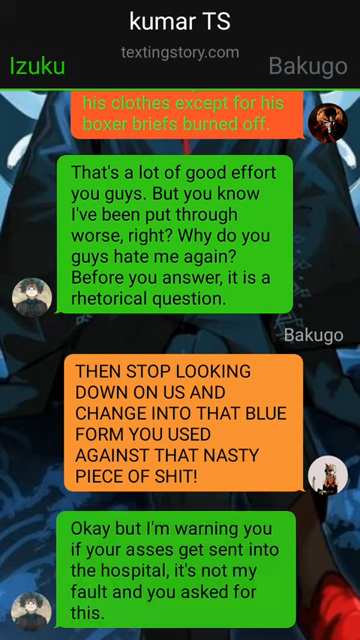 kumar TS
textingstory.com
Izuku
Bakugo
his clothes except for his
boxer briefs burned off.
That's a lot of good effort
you guys. But you know
I've been put through
worse, right? Why do you
guys hate me again?
Before you answer, it is a
rhetorical question.
Bakugo
THEN STOP LOOKING
DOWN ON US AND
CHANGE INTO THAT BLUE
FORM YOU USED
AGAINST THAT NASTY
PIECE OF SHIT!
Okay but I'm warning you
if your asses get sent into
the hospital, it's not my
fault and you asked for
this.